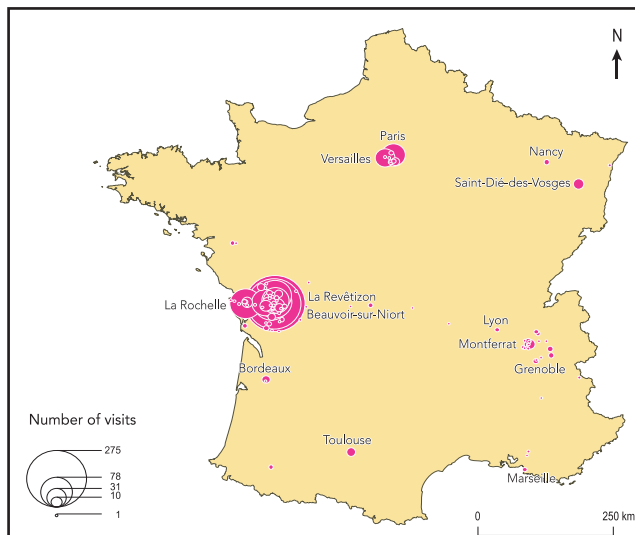 N
Paris
Versailles
Nancy
Saint-Dié-des-Vosges
La Rochelle
La Revêtizon
Beauvoir-sur-Niort
Lyon
Montferrat
Grenoble
Bordeaux
Number of visits
275
78
31
10
1
Toulouse
Marseille
0
250 km